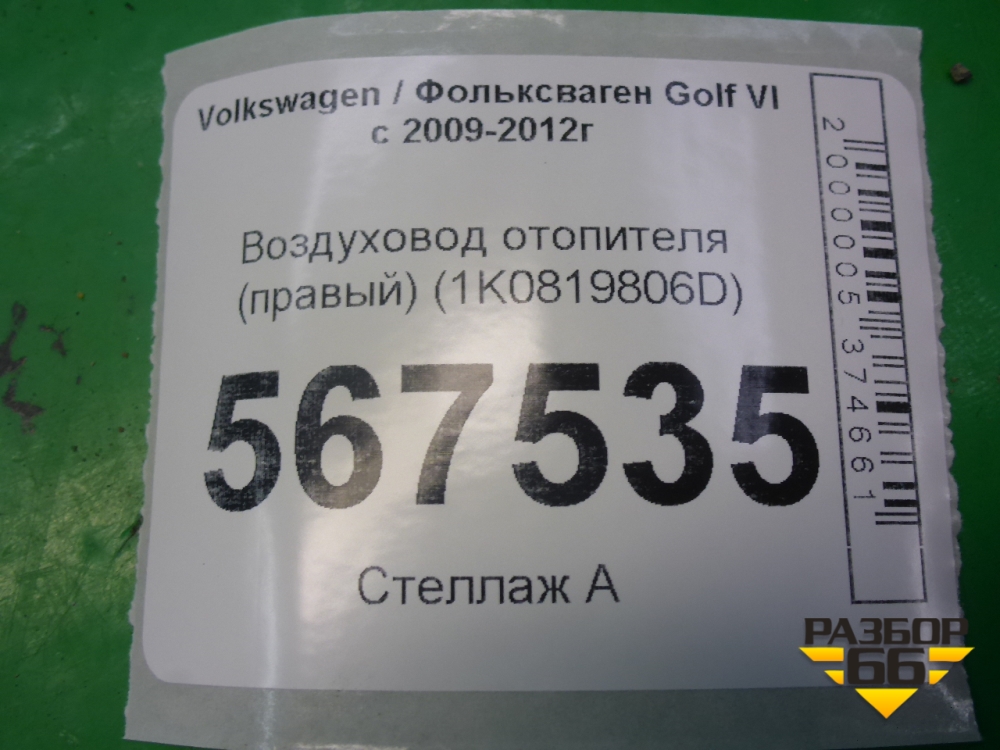 Volkswagen / Фольксваген Golf VI
с 2009-2012г
Воздуховод отопителя
(правый) (1K0819806D)
567535
Стеллаж А
2000005374661
РАЗБОР
66